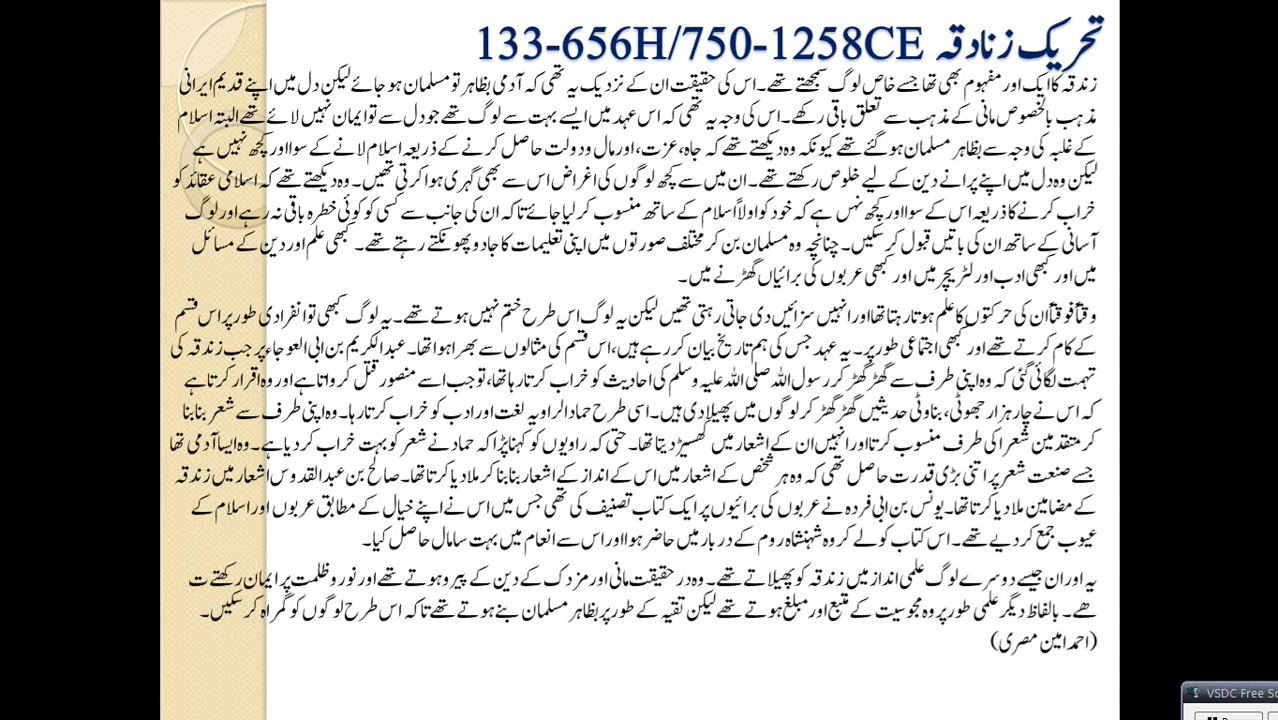 تحریک زنادقہ 133-656H/750-1258CE
زندقہ کا ایک اور مفہوم بھی تھا جسے خاص لوگ سمجھتے تھے۔ اس کی حقیقت ان کے نزدیک یہ تھی کہ آدمی بظاہر تو مسلمان ہو جائے لیکن دل میں اپنے قدیم ایرانی
مذہب بالخصوص مانی کے مذہب سے تعلق باقی رکھے۔ اس کی وجہ یہ تھی کہ اس عہد میں ایسے بہت سے لوگ تھے جو دل سے تو ایمان نہیں لائے تھے البتہ اسلام
کے غلبہ کی وجہ سے بظاہر مسلمان ہو گئے تھے کیونکہ وہ دیکھتے تھے کہ جاہ، عزت، اور مال و دولت حاصل کرنے کے ذریعہ اسلام لانے کے سوا اور کچھ نہیں ہے
لیکن وہ دل میں اپنے پرانے دین کے لیے خلوص رکھتے تھے۔ ان میں سے کچھ لوگوں کی اغراض اس سے بھی گہری ہوا کرتی تھیں۔ وہ دیکھتے تھے کہ اسلامی عقائد کو
خراب کرنے کا ذریعہ اس کے سوا اور کچھ نہس ہے کہ خود کو اولاً اسلام کے ساتھ منسوب کر لیا جائے تاکہ ان کی جانب سے کسی کو کوئی خطرہ باقی نہ رہے اور لوگ
آسانی کے ساتھ ان کی باتیں قبول کر سکیں۔ چنانچہ وہ مسلمان بن کر مختلف صورتوں میں اپنی تعلیمات کا جادو پھونکتے رہتے تھے۔ کبھی علم اور دین کے مسائل
میں اور کبھی ادب اور لٹریچر میں اور کبھی عربوں کی برائیاں گھڑنے میں۔
وقتاً فوقتاً ان کی حرکتوں کا علم ہوتا رہتا تھا اور انہیں سزائیں دی جاتی رہتی تھیں لیکن یہ لوگ اس طرح ختم نہیں ہوتے تھے۔ یہ لوگ کبھی تو انفرادی طور پر اس قسم
کے کام کرتے تھے اور کبھی اجتماعی طور پر۔ یہ عہد جس کی ہم تاریخ بیان کر رہے ہیں، اس قسم کی مثالوں سے بھرا ہوا تھا۔ عبدالکریم بن ابی العوجاء پر جب زندقہ کی
تہمت لگائی گئی کہ وہ اپنی طرف سے گھڑ گھڑ کر رسول اللہ صلی اللہ علیہ وسلم کی احادیث کو خراب کرتا رہا تھا، تو جب اسے منصور قتل کرواتا ہے اور وہ اقرار کرتا ہے
کہ اس نے چار ہزار جھوٹی، بناوٹی حدیثیں گھڑ گھڑ کر لوگوں میں پھیلا دی ہیں۔ اسی طرح حماد الراویہ لغت اور ادب کو خراب کرتا رہا۔ وہ اپنی طرف سے شعر بنا بنا
کر متقدمین شعرا کی طرف منسوب کرتا اور انہیں ان کے اشعار میں گھسیڑ دیتا تھا۔ حتی کہ راویوں کو کہنا پڑا کہ حماد نے شعر کو بہت خراب کر دیا ہے۔ وہ ایسا آدمی تھا
جسے صنعت شعر پر اتنی بڑی قدرت حاصل تھی کہ وہ ہر شخص کے اشعار میں اس کے انداز کے اشعار بنا بنا کر ملا دیا کرتا تھا۔ صالح بن عبدالقدوس اشعار میں زندقہ
کے مضامین ملا دیا کرتا تھا۔ یونس بن ابی فردہ نے عربوں کی برائیوں پر ایک کتاب تصنیف کی تھی جس میں اس نے اپنے خیال کے مطابق عربوں اور اسلام کے
عیوب جمع کر دیے تھے۔ اس کتاب کو لے کر وہ شہنشاہ روم کے دربار میں حاضر ہوا اور اس سے انعام میں بہت سا مال حاصل کیا۔
یہ اور ان جیسے دوسرے لوگ علمی انداز میں زندقہ کو پھیلاتے تھے۔ وہ در حقیقت مانی اور مزدک کے دین کے پیرو ہوتے تھے اور نور و ظلمت پر ایمان رکھتے ت
ھے۔ بالفاظ دیگر علمی طور پر وہ مجوسیت کے متبع اور مبلغ ہوتے تھے لیکن تقیہ کے طور پر بظاہر مسلمان بنے ہوتے تھے تاکہ اس طرح لوگوں کو گمراہ کر سکیں۔
(احمد امین مصری)
VSDC Free Sc